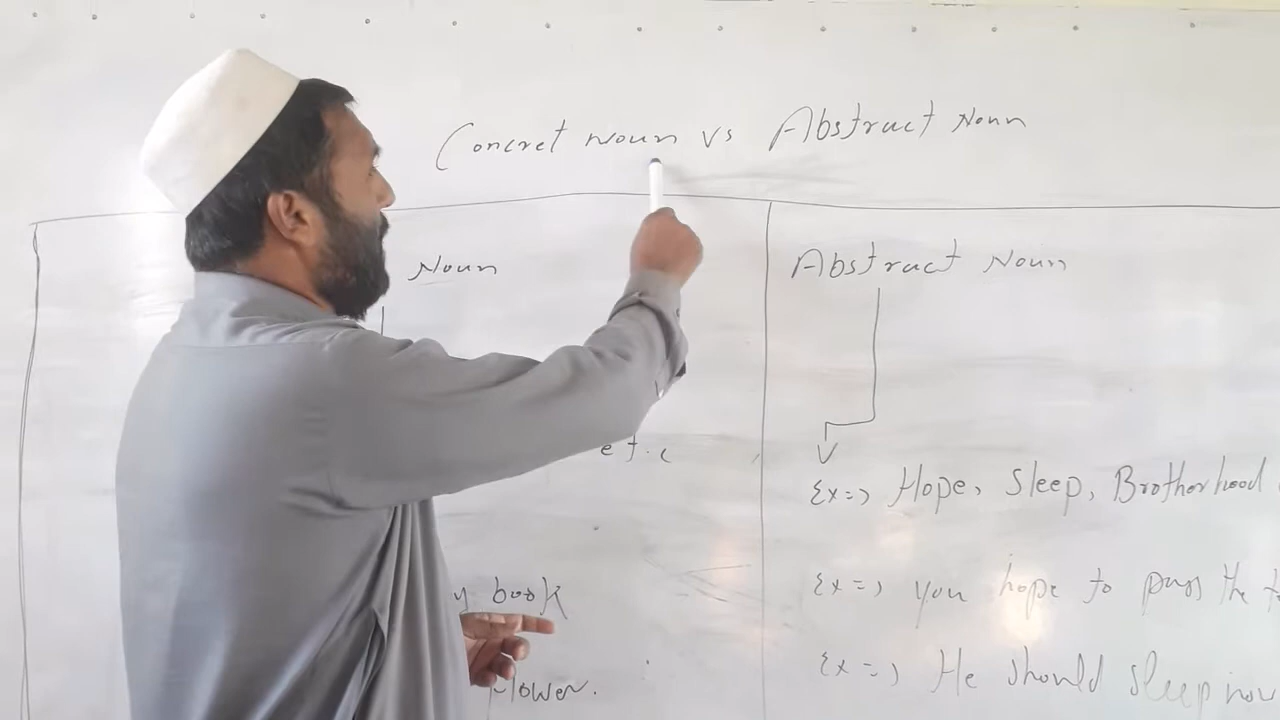 Concret Noun vs Abstract Noun
Noun
Abstract Noun
et.c
Ex=> Hope, Sleep, Brotherhood
book
Flower.
Ex=> you hope to pass the
Ex=> He should sleep now